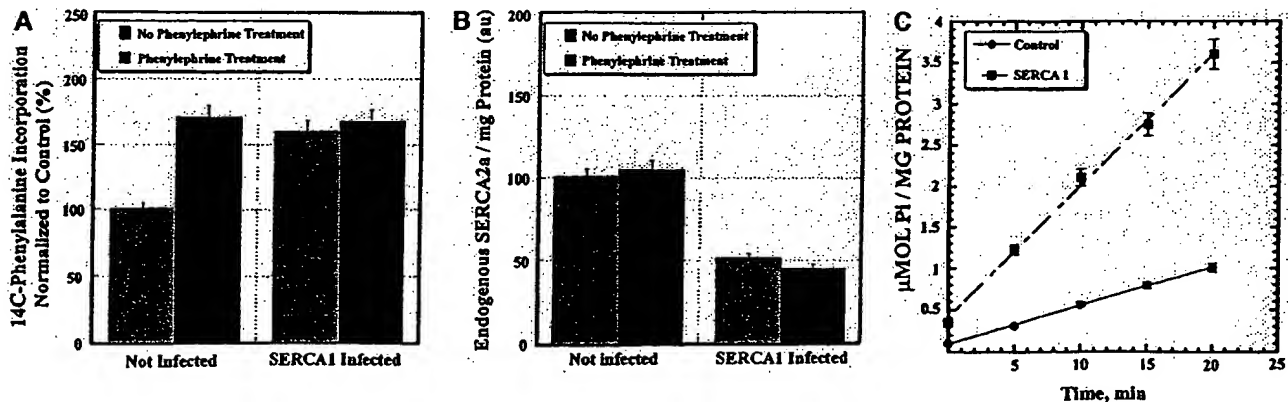 A
14C-Phenylalanine Incorporation
Normalized to Control (%)
250
200
150
100
50
0
No Phenylephrine Treatment
Phenylephrine Treatment
Not Infected
SERCA1 Infected
B
Endogenous SERCA2a / mg Protein (au)
200
150
100
50
0
No Phenylephrine Treatment
Phenylephrine Treatment
Not infected
SERCA1 Infected
C
µMOL Pi / MG PROTEIN
4
3.5
3
2.5
2
1.5
1
0.5
Control
SERCA1
5
10
15
20
25
Time, min